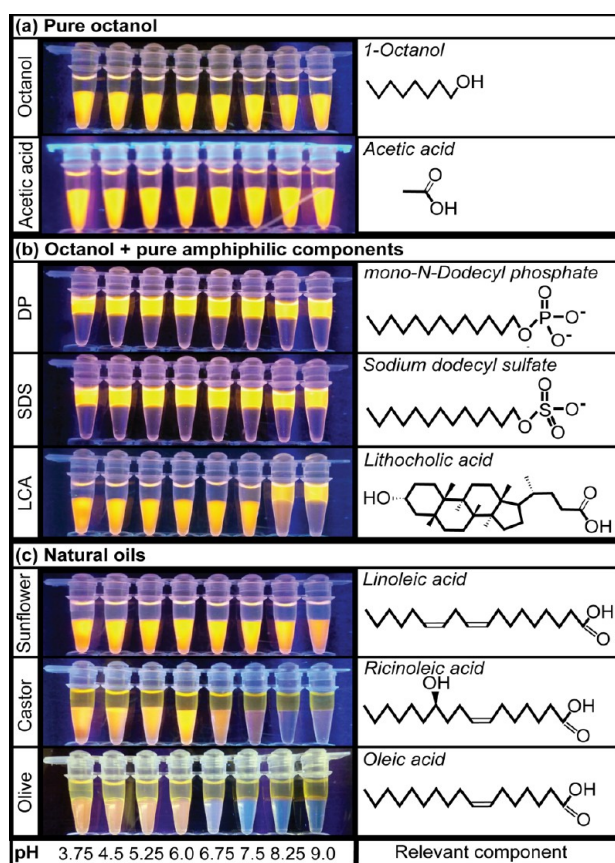 (a) Pure octanol
Octanol
1-Octanol
OH
Acetic acid
Acetic acid
O
OH
(b) Octanol + pure amphiphilic components
DP
mono-N-Dodecyl phosphate
O
O P O-
O-
SDS
Sodium dodecyl sulfate
O
O S O-
O
LCA
Lithocholic acid
HO
H
H
H
O
OH
(c) Natural oils
Sunflower
Linoleic acid
OH
O
Castor
Ricinoleic acid
OH
OH
O
Olive
Oleic acid
OH
O
pH 3.75 4.5 5.25 6.0 6.75 7.5 8.25 9.0 Relevant component